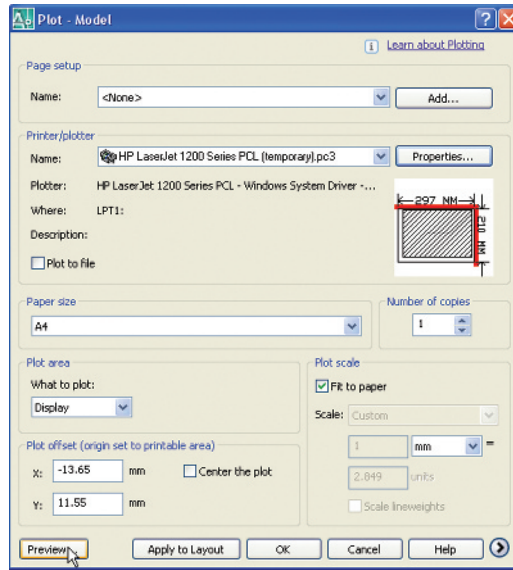 Plot - Model
Learn about Plotting
Page setup
Name: <None> Add...
Printer/plotter
Name: HP LaserJet 1200 Series PCL (temporary).pc3 Properties...
Plotter: HP LaserJet 1200 Series PCL - Windows System Driver -...
Where: LPT1:
Description:
Plot to file
297 MM
210 MM
Paper size
A4
Number of copies
1
Plot area
What to plot:
Display
Plot offset (origin set to printable area)
X: -13.65 mm Center the plot
Y: 11.55 mm
Plot scale
Fit to paper
Scale: Custom
1 mm =
2.849 units
Scale lineweights
Preview... Apply to Layout OK Cancel Help